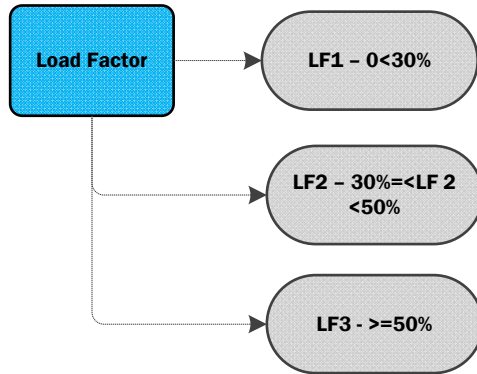 Load Factor
LF1 – 0<30%
LF2 – 30%=<LF 2
<50%
LF3 - >=50%